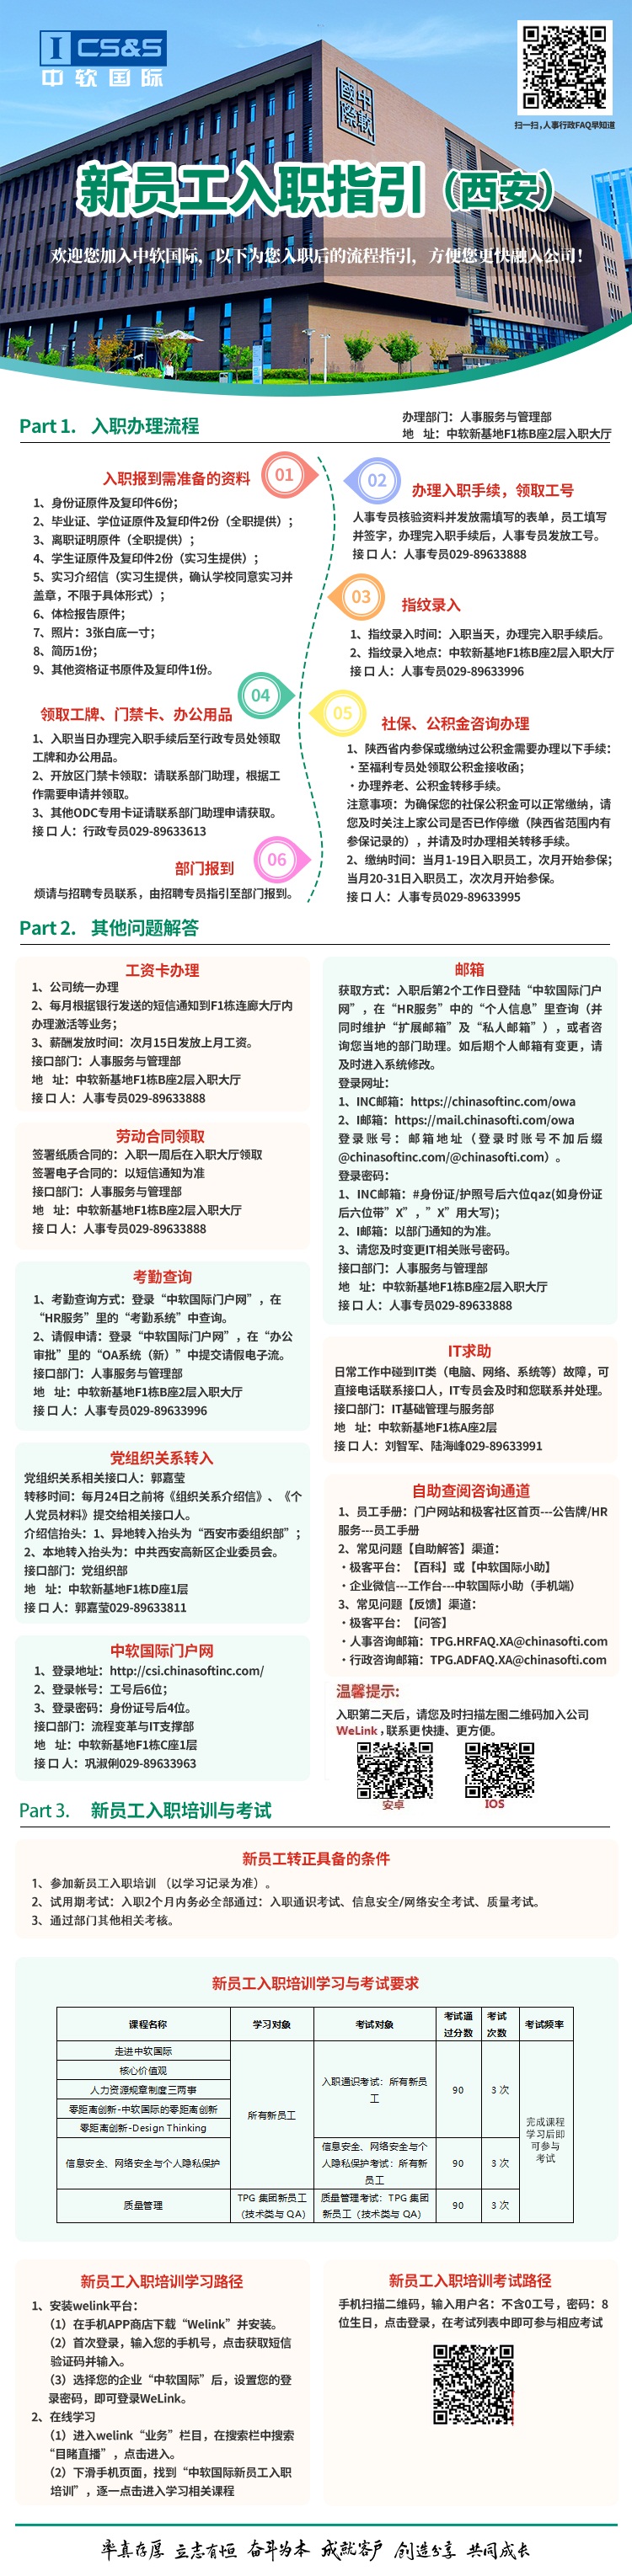 I CS&S
中软国际
扫一扫,人事行政FAQ早知道
中软國際
新员工入职指引（西安）
欢迎您加入中软国际，以下为您入职后的流程指引，方便您更快融入公司！
Part 1. 入职办理流程
办理部门：人事服务与管理部
地 址：中软新基地F1栋B座2层入职大厅
01
入职报到需准备的资料
1、身份证原件及复印件6份；
2、毕业证、学位证原件及复印件2份（全职提供）；
3、离职证明原件（全职提供）；
4、学生证原件及复印件2份（实习生提供）；
5、实习介绍信（实习生提供，确认学校同意实习并
盖章，不限于具体形式）；
6、体检报告原件；
7、照片：3张白底一寸；
8、简历1份；
9、其他资格证书原件及复印件1份。
02
办理入职手续，领取工号
人事专员核验资料并发放需填写的表单，员工填写
并签字，办理完入职手续后，人事专员发放工号。
接 口 人：人事专员029-89633888
03
指纹录入
1、指纹录入时间：入职当天，办理完入职手续后。
2、指纹录入地点：中软新基地F1栋B座2层入职大厅
接 口 人：人事专员029-89633996
04
领取工牌、门禁卡、办公用品
1、入职当日办理完入职手续后至行政专员处领取
工牌和办公用品。
2、开放区门禁卡领取：请联系部门助理，根据工
作需要申请并领取。
3、其他ODC专用卡证请联系部门助理申请获取。
接 口 人：行政专员029-89633613
05
社保、公积金咨询办理
1、陕西省内参保或缴纳过公积金需要办理以下手续：
·至福利专员处领取公积金接收函；
·办理养老、公积金转移手续。
注意事项：为确保您的社保公积金可以正常缴纳，请
您及时关注上家公司是否已作停缴（陕西省范围内有
参保记录的），并请及时办理相关转移手续。
2、缴纳时间：当月1-19日入职员工，次月开始参保；
当月20-31日入职员工，次次月开始参保。
接 口 人：人事专员029-89633995
06
部门报到
烦请与招聘专员联系，由招聘专员指引至部门报到。
Part 2. 其他问题解答
工资卡办理
1、公司统一办理
2、每月根据银行发送的短信通知到F1栋连廊大厅内
办理激活等业务；
3、薪酬发放时间：次月15日发放上月工资。
接口部门：人事服务与管理部
地 址：中软新基地F1栋B座2层入职大厅
接 口 人：人事专员029-89633888
劳动合同领取
签署纸质合同的：入职一周后在入职大厅领取
签署电子合同的：以短信通知为准
接口部门：人事服务与管理部
地 址：中软新基地F1栋B座2层入职大厅
接 口 人：人事专员029-89633888
考勤查询
1、考勤查询方式：登录“中软国际门户网”，在
“HR服务”里的“考勤系统”中查询。
2、请假申请：登录“中软国际门户网”，在“办公
审批”里的“OA系统（新）”中提交请假电子流。
接口部门：人事服务与管理部
地 址：中软新基地F1栋B座2层入职大厅
接 口 人：人事专员029-89633996
党组织关系转入
党组织关系相关接口人：郭嘉莹
转移时间：每月24日之前将《组织关系介绍信》、《个
人党员材料》提交给相关接口人。
介绍信抬头：1、异地转入抬头为“西安市委组织部”；
2、本地转入抬头为：中共西安高新区企业委员会。
接口部门：党组织部
地 址：中软新基地F1栋D座1层
接 口 人：郭嘉莹029-89633811
中软国际门户网
1、登录地址：http://csi.chinasoftinc.com/
2、登录帐号：工号后6位；
3、登录密码：身份证号后4位。
接口部门：流程变革与IT支撑部
地 址：中软新基地F1栋C座1层
接 口 人：巩淑俐029-89633963
邮箱
获取方式：入职后第2个工作日登陆“中软国际门户
网”，在“HR服务”中的“个人信息”里查询（并
同时维护“扩展邮箱”及“私人邮箱”），或者咨
询您当地的部门助理。如后期个人邮箱有变更，请
及时进入系统修改。
登录网址：
1、INC邮箱：https://chinasoftinc.com/owa
2、I邮箱：https://mail.chinasofti.com/owa
登录账号：邮箱地址（登录时账号不加后缀
@chinasoftinc.com/@chinasofti.com）。
登录密码：
1、INC邮箱：#身份证/护照号后六位qaz(如身份证
后六位带”X”，”X”用大写)；
2、I邮箱：以部门通知的为准。
3、请您及时变更IT相关账号密码。
接口部门：人事服务与管理部
地 址：中软新基地F1栋B座2层入职大厅
接 口 人：人事专员029-89633888
IT求助
日常工作中碰到IT类（电脑、网络、系统等）故障，可
直接电话联系接口人，IT专员会及时和您联系并处理。
接口部门：IT基础管理与服务部
地 址：中软新基地F1栋A座2层
接 口 人：刘智军、陆海峰029-89633991
自助查阅咨询通道
1、员工手册：门户网站和极客社区首页---公告牌/HR
服务---员工手册
2、常见问题【自助解答】渠道：
·极客平台：【百科】或【中软国际小助】
·企业微信---工作台---中软国际小助（手机端）
3、常见问题【反馈】渠道：
·极客平台：【问答】
·人事咨询邮箱：TPG.HRFAQ.XA@chinasofti.com
·行政咨询邮箱：TPG.ADFAQ.XA@chinasofti.com
温馨提示:
入职第二天后，请您及时扫描左图二维码加入公司
WeLink，联系更快捷、更方便。
安卓
IOS
Part 3. 新员工入职培训与考试
新员工转正具备的条件
1、参加新员工入职培训 （以学习记录为准）。
2、试用期考试：入职2个月内务必全部通过：入职通识考试、信息安全/网络安全考试、质量考试。
3、通过部门其他相关考核。
新员工入职培训学习与考试要求
课程名称 学习对象 考试对象 考试通过分数 考试次数 考试频率
走进中软国际
核心价值观
人力资源规章制度三两事
零距离创新-中软国际的零距离创新
零距离创新-Design Thinking
所有新员工
入职通识考试：所有新员工
90 3 次
完成课程学习后即可参与考试
信息安全、网络安全与个人隐私保护
信息安全、网络安全与个人隐私保护考试：所有新员工
90 3 次
质量管理
TPG 集团新员工（技术类与 QA）
质量管理考试：TPG 集团新员工（技术类与 QA）
90 3 次
新员工入职培训学习路径
1、安装welink平台：
（1）在手机APP商店下载“Welink”并安装。
（2）首次登录，输入您的手机号，点击获取短信
验证码并输入。
（3）选择您的企业“中软国际”后，设置您的登
录密码，即可登录WeLink。
2、在线学习
（1）进入welink“业务”栏目，在搜索栏中搜索
“目睹直播”，点击进入。
（2）下滑手机页面，找到“中软国际新员工入职
培训”，逐一点击进入学习相关课程
新员工入职培训考试路径
手机扫描二维码，输入用户名：不含0工号，密码：8
位生日，点击登录，在考试列表中即可参与相应考试
率真存厚 立志有恒 奋斗为本 成就客户 创造分享 共同成长